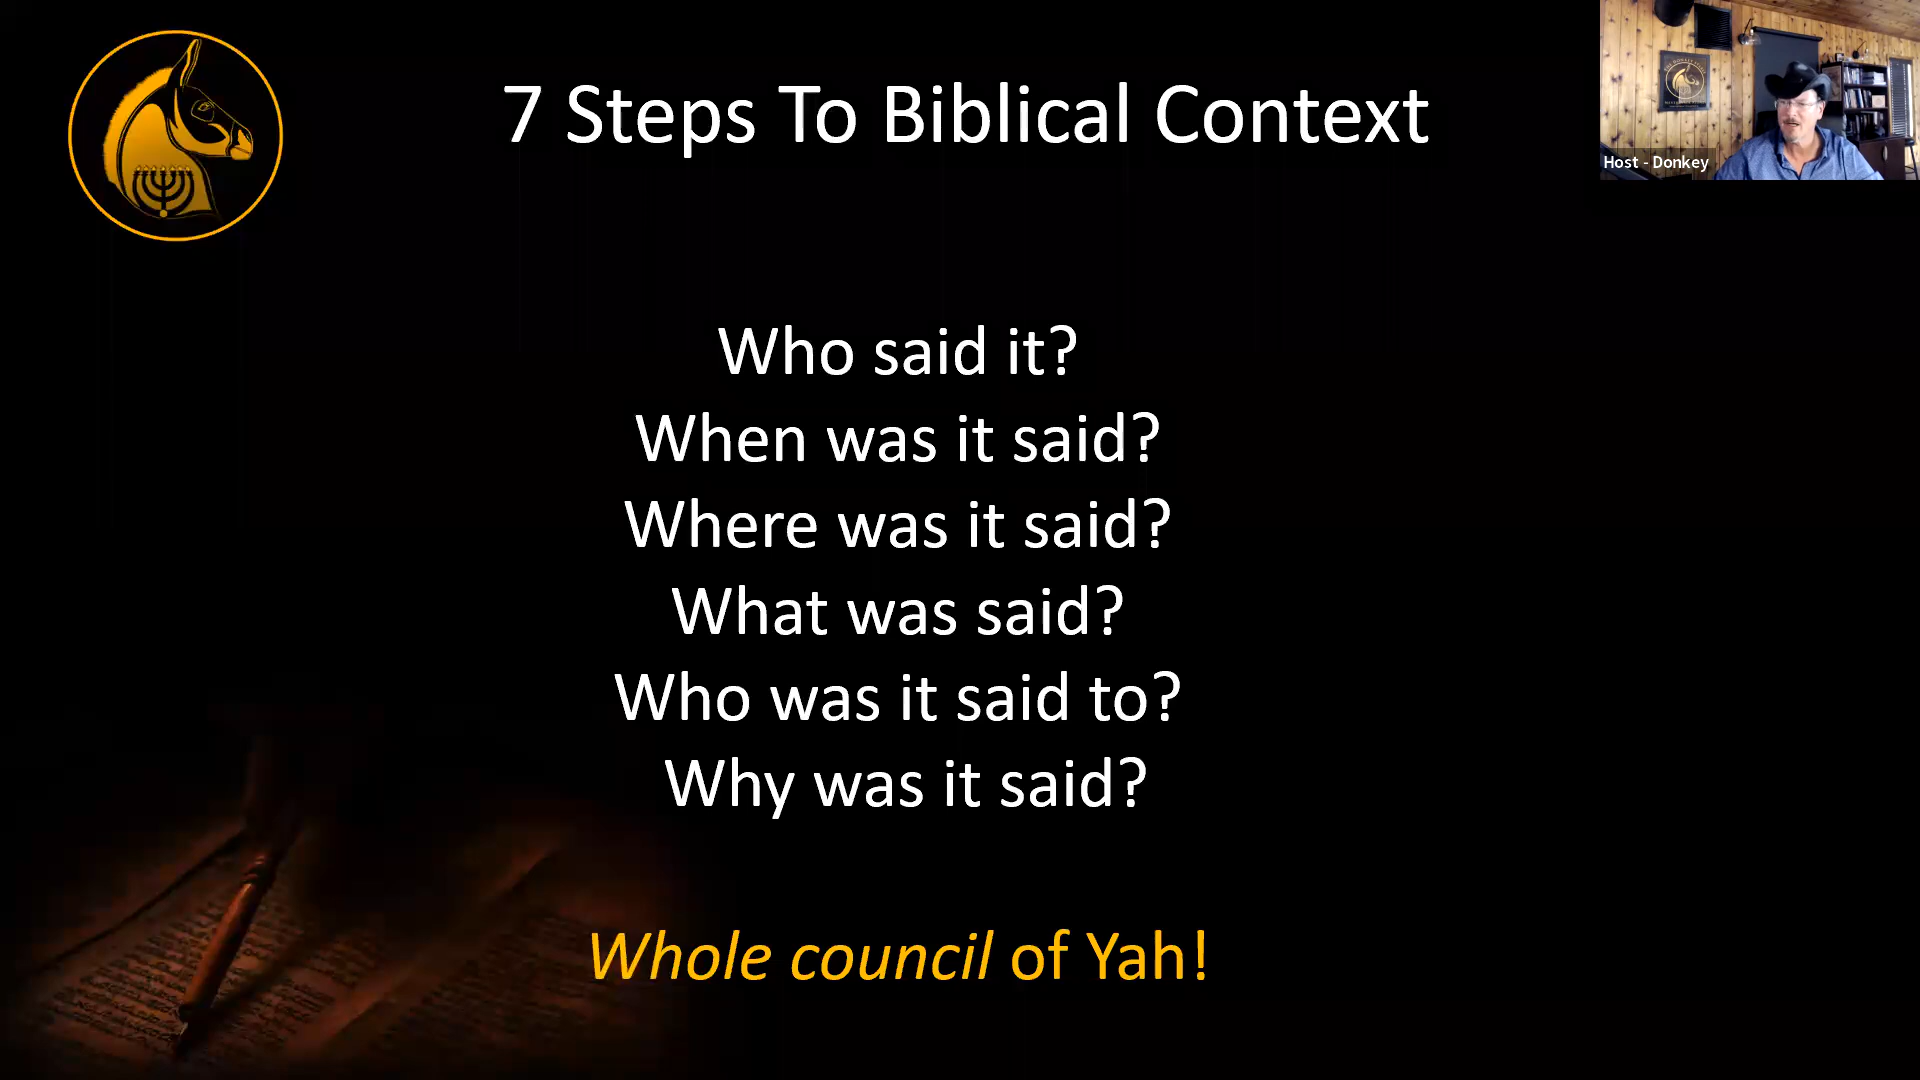 7 Steps To Biblical Context
Host - Donkey
Who said it?
When was it said?
Where was it said?
What was said?
Who was it said to?
Why was it said?
Whole council of Yah!